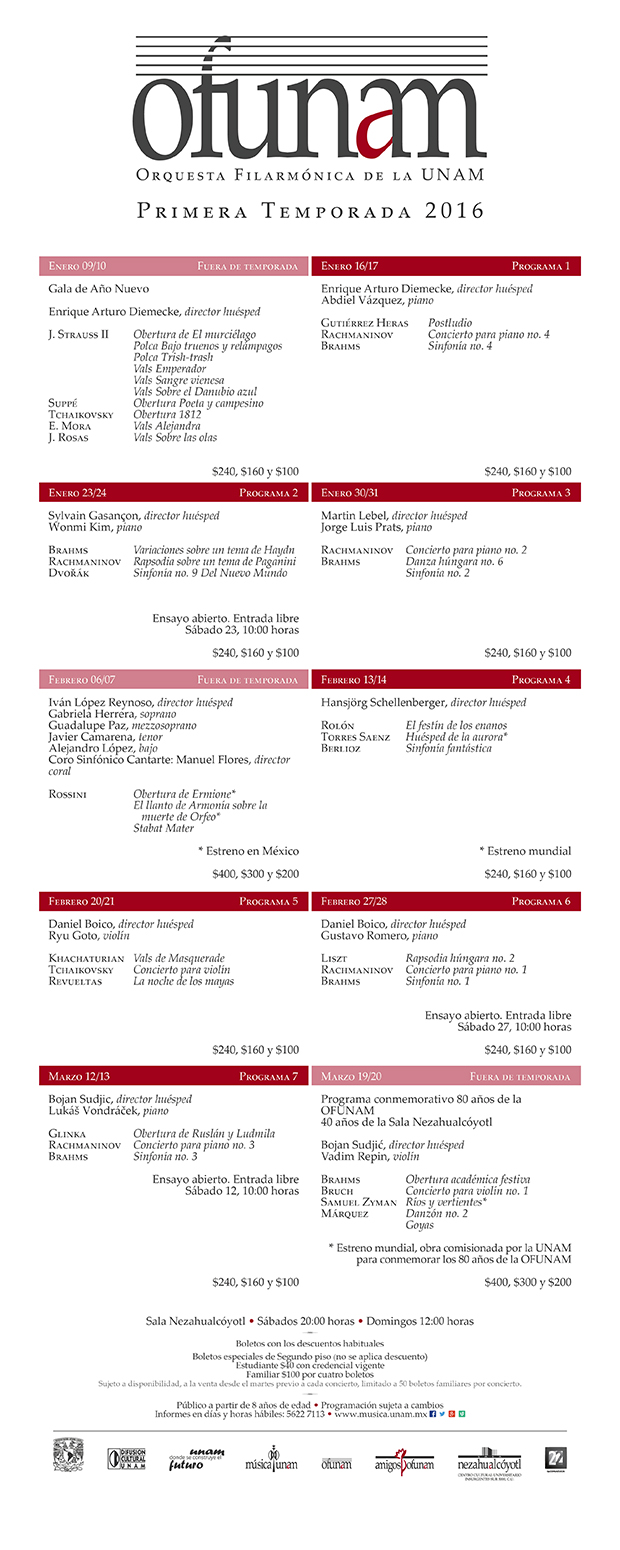 ofunam
Orquesta Filarmónica de la UNAM
Primera Temporada 2016
Enero 09/10 Fuera de temporada
Gala de Año Nuevo
Enrique Arturo Diemecke, director huésped
J. Strauss II Obertura de El murciélago
Polca Bajo truenos y relámpagos
Polca Trish-trash
Vals Emperador
Vals Sangre vienesa
Vals Sobre el Danubio azul
Suppé Obertura Poeta y campesino
Tchaikovsky Obertura 1812
E. Mora Vals Alejandra
J. Rosas Vals Sobre las olas
$240, $160 y $100
Enero 16/17 Programa 1
Enrique Arturo Diemecke, director huésped
Abdiel Vázquez, piano
Gutiérrez Heras Postludio
Rachmaninov Concierto para piano no. 4
Brahms Sinfonía no. 4
$240, $160 y $100
Enero 23/24 Programa 2
Sylvain Gasançon, director huésped
Wonmi Kim, piano
Brahms Variaciones sobre un tema de Haydn
Rachmaninov Rapsodia sobre un tema de Paganini
Dvořák Sinfonía no. 9 Del Nuevo Mundo
Ensayo abierto. Entrada libre
Sábado 23, 10:00 horas
$240, $160 y $100
Enero 30/31 Programa 3
Martin Lebel, director huésped
Jorge Luis Prats, piano
Rachmaninov Concierto para piano no. 2
Brahms Danza húngara no. 6
Sinfonía no. 2
$240, $160 y $100
Febrero 06/07 Fuera de temporada
Iván López Reynoso, director huésped
Gabriela Herrera, soprano
Guadalupe Paz, mezzosoprano
Javier Camarena, tenor
Alejandro López, bajo
Coro Sinfónico Cantarte: Manuel Flores, director
coral
Rossini Obertura de Ermione*
El llanto de Armonía sobre la
muerte de Orfeo*
Stabat Mater
* Estreno en México
$400, $300 y $200
Febrero 13/14 Programa 4
Hansjörg Schellenberger, director huésped
Rolón El festín de los enanos
Torres Saenz Huésped de la aurora*
Berlioz Sinfonía fantástica
* Estreno mundial
$240, $160 y $100
Febrero 20/21 Programa 5
Daniel Boico, director huésped
Ryu Goto, violín
Khachaturian Vals de Masquerade
Tchaikovsky Concierto para violín
Revueltas La noche de los mayas
$240, $160 y $100
Febrero 27/28 Programa 6
Daniel Boico, director huésped
Gustavo Romero, piano
Liszt Rapsodia húngara no. 2
Rachmaninov Concierto para piano no. 1
Brahms Sinfonía no. 1
Ensayo abierto. Entrada libre
Sábado 27, 10:00 horas
$240, $160 y $100
Marzo 12/13 Programa 7
Bojan Sudjic, director huésped
Lukáš Vondráček, piano
Glinka Obertura de Ruslán y Ludmila
Rachmaninov Concierto para piano no. 3
Brahms Sinfonía no. 3
Ensayo abierto. Entrada libre
Sábado 12, 10:00 horas
$240, $160 y $100
Marzo 19/20 Fuera de temporada
Programa conmemorativo 80 años de la
OFUNAM
40 años de la Sala Nezahualcóyotl
Bojan Sudjić, director huésped
Vadim Repin, violín
Brahms Obertura académica festiva
Bruch Concierto para violín no. 1
Samuel Zyman Ríos y vertientes*
Márquez Danzón no. 2
Goyas
* Estreno mundial, obra comisionada por la UNAM
para conmemorar los 80 años de la OFUNAM
$400, $300 y $200
Sala Nezahualcóyotl • Sábados 20:00 horas • Domingos 12:00 horas
Boletos con los descuentos habituales
Boletos especiales de Segundo piso (no se aplica descuento)
Estudiante $40 con credencial vigente
Familiar $100 por cuatro boletos
Sujeto a disponibilidad, a la venta desde el martes previo a cada concierto, limitado a 50 boletos familiares por concierto.
Público a partir de 8 años de edad • Programación sujeta a cambios
Informes en días y horas hábiles: 5622 7113 • www.musica.unam.mx
DIFUSIÓN
CULTURAL
UNAM
unam
donde se construye el
futuro
música unam
ofunam
amigos ofunam
nezahualcóyotl
CENTRO CULTURAL UNIVERSITARIO
22